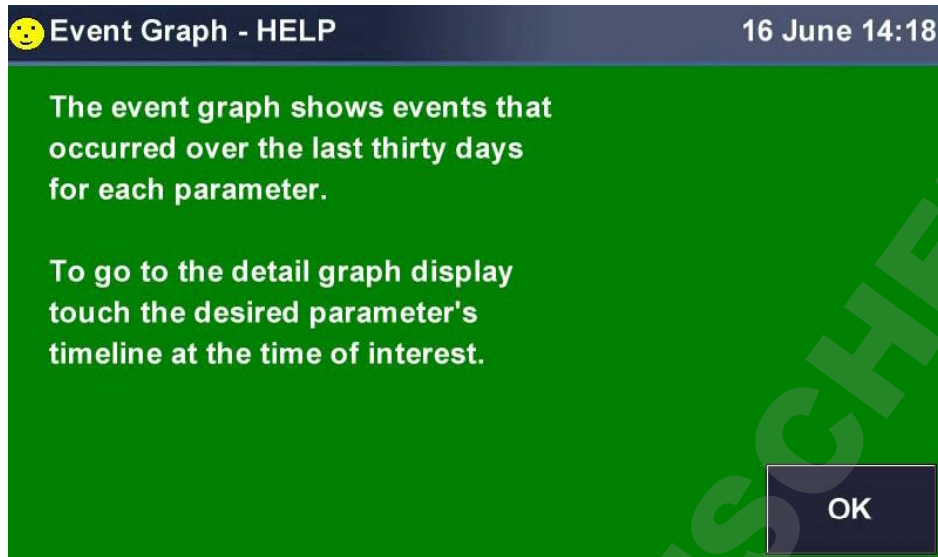 Event Graph - HELP
16 June 14:18
The event graph shows events that
occurred over the last thirty days
for each parameter.
To go to the detail graph display
touch the desired parameter's
timeline at the time of interest.
OK